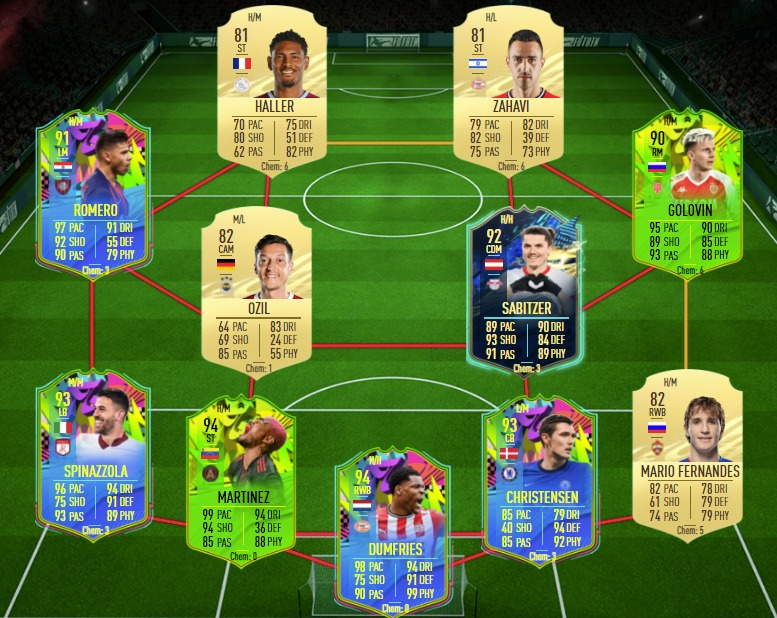 H/M
81
ST
HALLER
70 PAC 75 DRI
80 SHO 51 DEF
62 PAS 82 PHY
Chem: 6
H/L
81
ST
ZAHAVI
79 PAC 82 DRI
82 SHO 39 DEF
75 PAS 73 PHY
Chem: 6
H/M
91
LM
ROMERO
97 PAC 91 DRI
92 SHO 55 DEF
90 PAS 79 PHY
Chem: 3
H/M
90
RM
GOLOVIN
95 PAC 90 DRI
89 SHO 85 DEF
93 PAS 88 PHY
Chem: 6
M/L
82
CAM
OZIL
64 PAC 83 DRI
69 SHO 24 DEF
85 PAS 55 PHY
Chem: 1
H/H
92
CDM
SABITZER
89 PAC 90 DRI
93 SHO 84 DEF
91 PAS 89 PHY
Chem: 3
M/M
93
LB
SPINAZZOLA
96 PAC 94 DRI
75 SHO 91 DEF
93 PAS 89 PHY
Chem: 3
H/M
94
ST
MARTINEZ
99 PAC 94 DRI
94 SHO 36 DEF
85 PAS 88 PHY
Chem: 0
H/H
94
RWB
DUMFRIES
98 PAC 94 DRI
75 SHO 91 DEF
90 PAS 99 PHY
Chem: 0
93
CB
CHRISTENSEN
85 PAC 79 DRI
40 SHO 94 DEF
85 PAS 92 PHY
Chem: 3
H/M
82
RWB
MARIO FERNANDES
82 PAC 78 DRI
61 SHO 79 DEF
74 PAS 79 PHY
Chem: 5